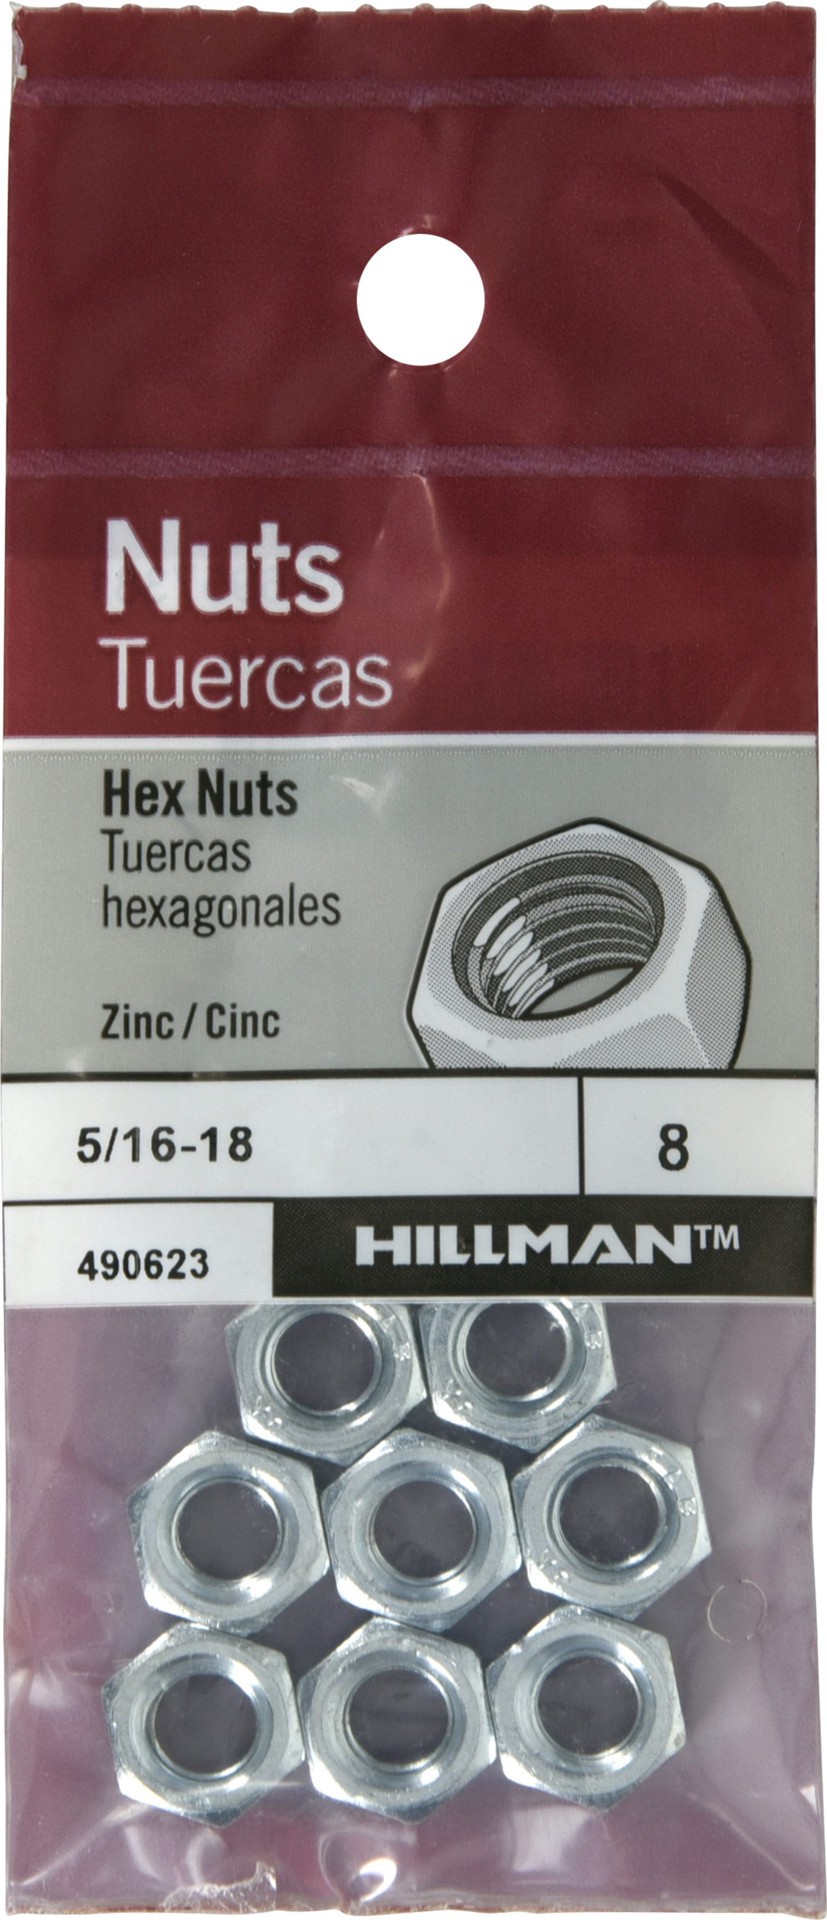 Nuts
Tuercas
Hex Nuts
Tuercas
hexagonales
Zinc / Cinc
5/16-18
8
490623
HILLMAN™